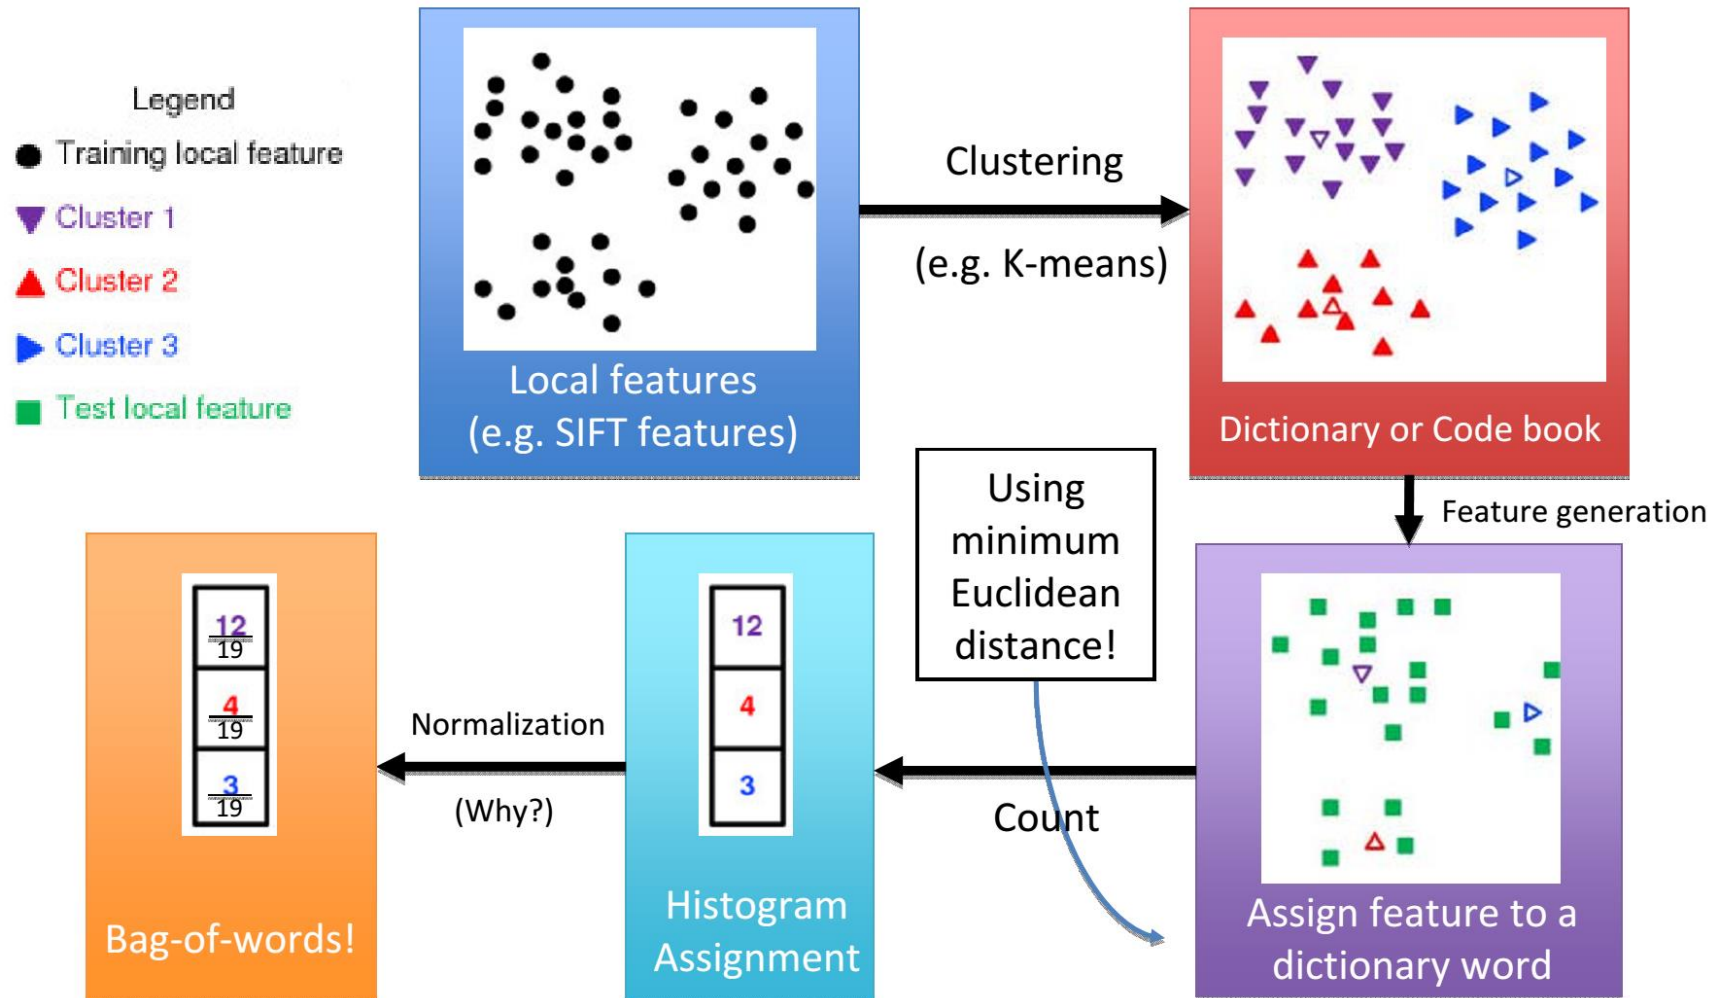 Legend
Training local feature
Cluster 1
Cluster 2
Cluster 3
Test local feature
Local features
(e.g. SIFT features)
Clustering
(e.g. K-means)
Dictionary or Code book
Feature generation
Using
minimum
Euclidean
distance!
Assign feature to a
dictionary word
Count
12
4
3
Histogram
Assignment
Normalization
(Why?)
12
19
4
19
3
19
Bag-of-words!